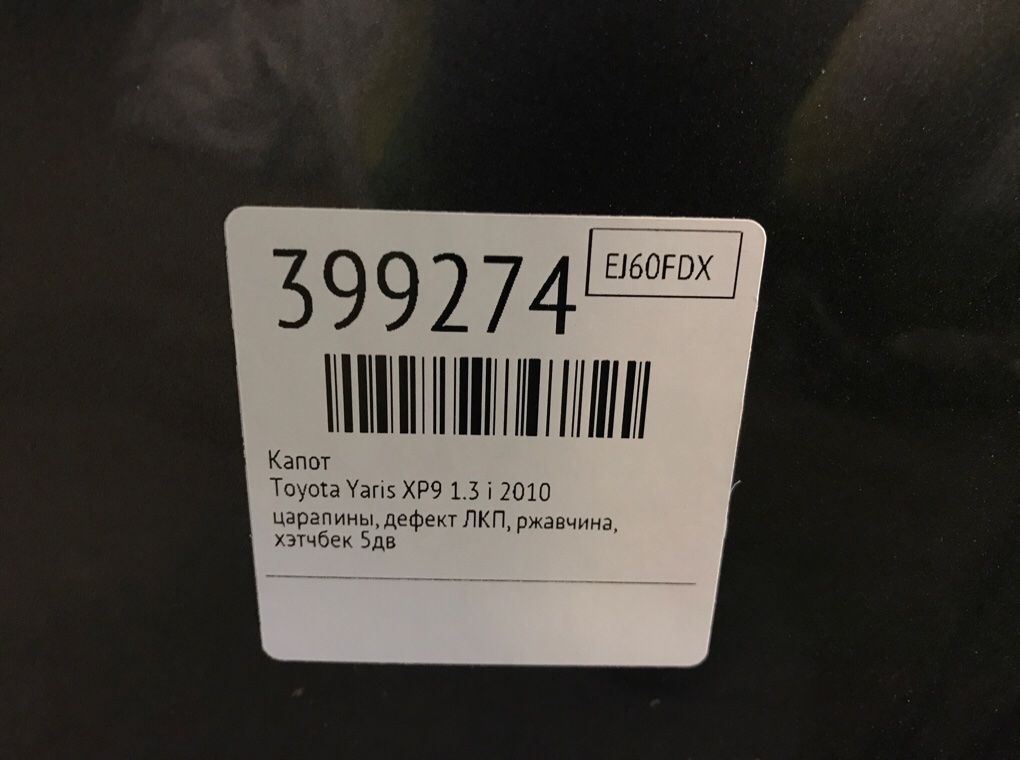 399274
EJ60FDX
Капот
Toyota Yaris XP9 1.3 i 2010
царапины, дефект ЛКП, ржавчина,
хэтчбек 5дв